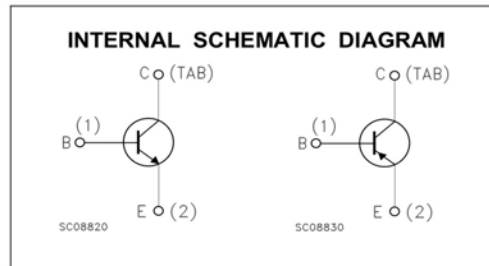 INTERNAL SCHEMATIC DIAGRAM
C (TAB)
C (TAB)
(1)
B
(1)
B
E (2)
E (2)
SC08820
SC08830